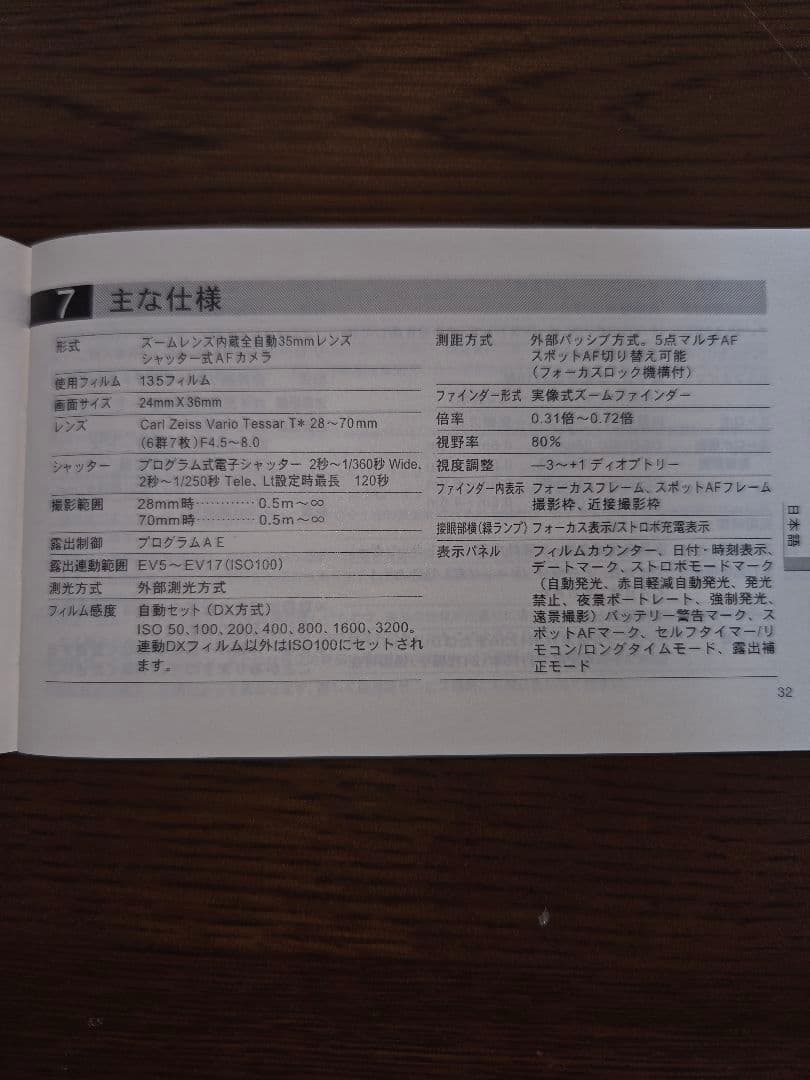 7 主な仕様
形式 ズームレンズ内蔵全自動35mmレンズ
シャッター式AFカメラ
使用フィルム 135フィルム
画面サイズ 24mm X 36mm
レンズ Carl Zeiss Vario Tessar T* 28〜70mm
(6群7枚) F4.5〜8.0
シャッター プログラム式電子シャッター 2秒〜1/360秒 Wide、
2秒〜1/250秒 Tele、Lt設定時最長 120秒
撮影範囲 28mm時⋯⋯⋯⋯ 0.5m〜∞
70mm時⋯⋯⋯⋯ 0.5m〜∞
露出制御 プログラムAE
露出連動範囲 EV5〜EV17(ISO100)
測光方式 外部測光方式
フィルム感度 自動セット(DX方式)
ISO 50、100、200、400、800、1600、3200。
連動DXフィルム以外はISO100にセットされ
ます。
測距方式 外部パッシブ方式。5点マルチAF
スポットAF切り替え可能
(フォーカスロック機構付)
ファインダー形式 実像式ズームファインダー
倍率 0.31倍〜0.72倍
視野率 80%
視度調整 —3〜+1 ディオプトリー
ファインダー内表示 フォーカスフレーム、スポットAFフレーム
撮影枠、近接撮影枠
接眼部横(緑ランプ) フォーカス表示/ストロボ充電表示
表示パネル フィルムカウンター、日付・時刻表示、
デートマーク、ストロボモードマーク
(自動発光、赤目軽減自動発光、発光
禁止、夜景ポートレート、強制発光、
遠景撮影) バッテリー警告マーク、ス
ポットAFマーク、セルフタイマー/リ
モコン/ロングタイムモード、露出補
正モード
日本語
32